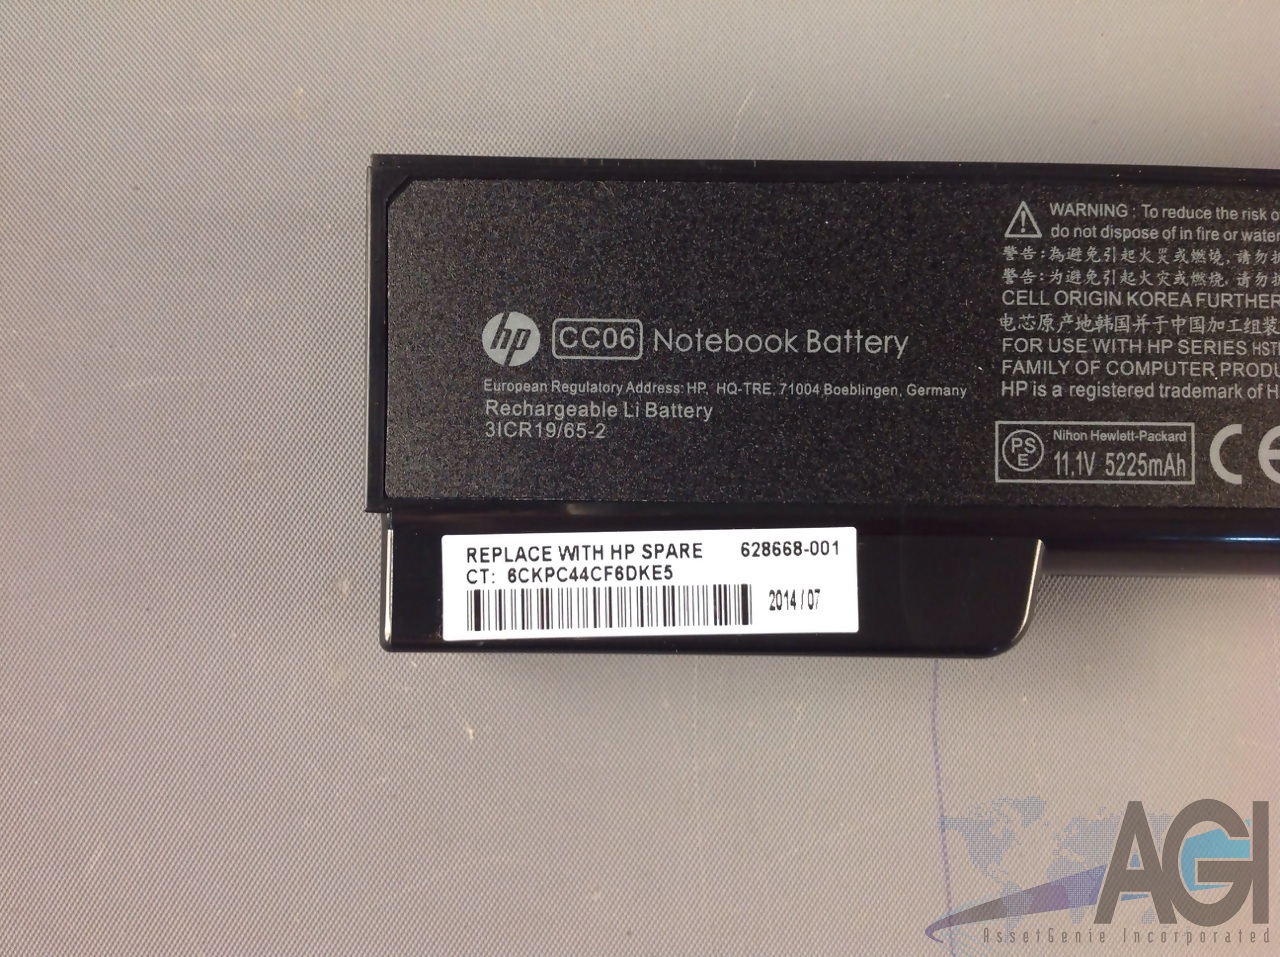 hp CC06 Notebook Battery
European Regulatory Address: HP, HQ-TRE, 71004 Boeblingen, Germany
Rechargeable Li Battery
3ICR19/65-2
WARNING : To reduce the risk o
do not dispose of in fire or water
警告:為避免引起火災或燃燒,請勿
警告:为避免引起火灾或燃烧,请勿
CELL ORIGIN KOREA FURTHER
电芯原产地韩国并于中国加工组装
FOR USE WITH HP SERIES HST
FAMILY OF COMPUTER PRODU
HP is a registered trademark of H
PSE Nihon Hewlett-Packard
11.1V 5225mAh
CE
REPLACE WITH HP SPARE 628668-001
CT: 6CKPC44CF6DKE5
2014/07
AGI
AssetGenie Incorporated